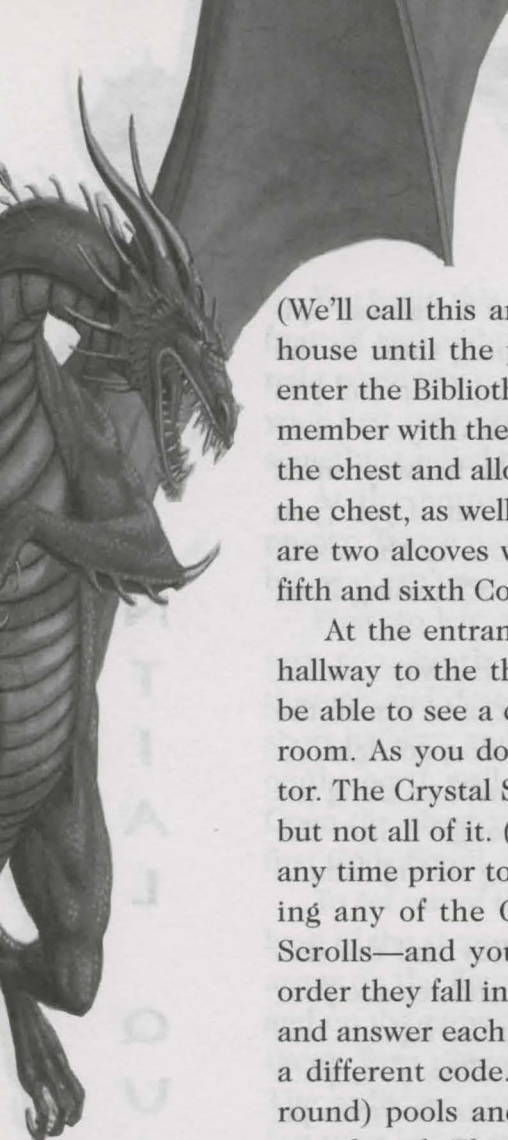 (We'll call this ar
house until the
enter the Biblioth
member with the
the chest and allo
the chest, as well
are two alcoves w
fifth and sixth Co
At the entran
hallway to the th
be able to see a c
room. As you do
tor. The Crystal S
but not all of it. (
any time prior to
ing any of the
Scrolls—and you
order they fall in
and answer each
a different code.
round) pools and